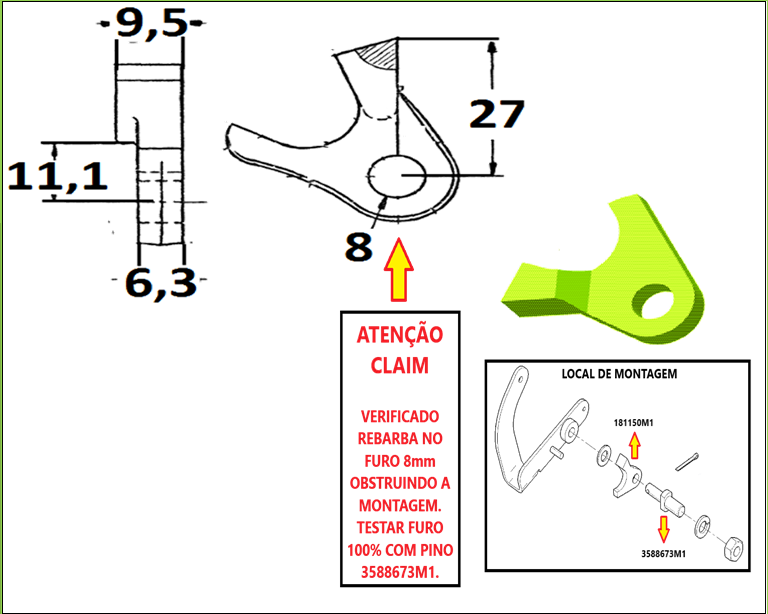 9,5
27
11,1
8
6,3
ATENÇÃO
CLAIM
VERIFICADO
REBARBA NO
FURO 8mm
OBSTRUINDO A
MONTAGEM.
TESTAR FURO
100% COM PINO
3588673M1.
LOCAL DE MONTAGEM
181150M1
3588673M1